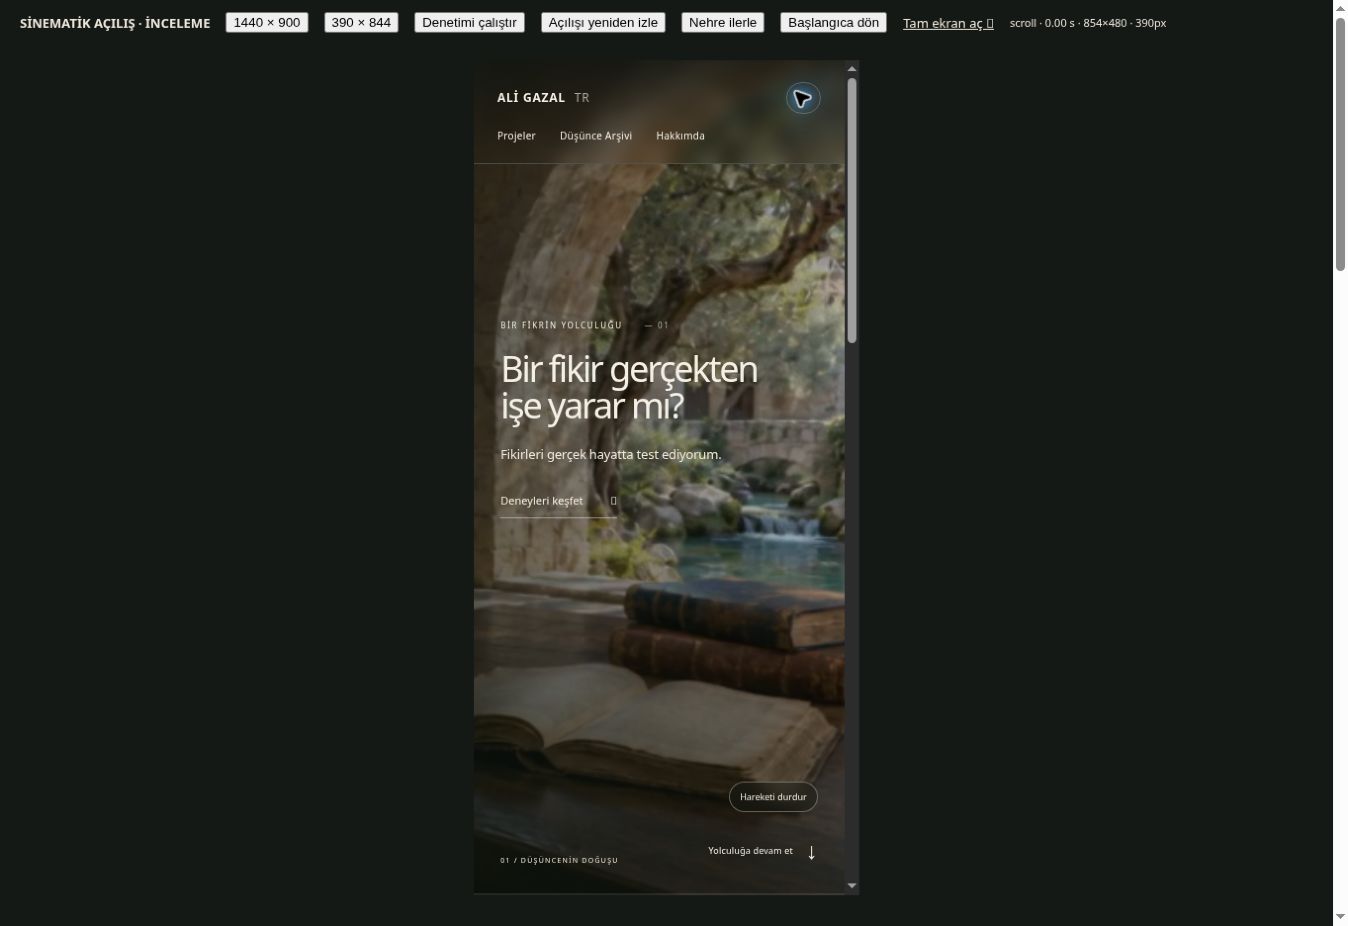 SİNEMATİK AÇILIŞ · İNCELEME 1440 × 900 390 × 844 Denetimi çalıştır Açılışı yeniden izle Nehre ilerle Başlangıca dön Tam ekran aç scroll · 0.00 s · 854×480 · 390px
ALİ GAZAL TR
Projeler Düşünce Arşivi Hakkımda
BİR FİKRİN YOLCULUĞU — 01
Bir fikir gerçekten
işe yarar mı?
Fikirleri gerçek hayatta test ediyorum.
Deneyleri keşfet
Hareketi durdur
Yolculuğa devam et ↓
01 / DÜŞÜNCENİN DOĞUŞU